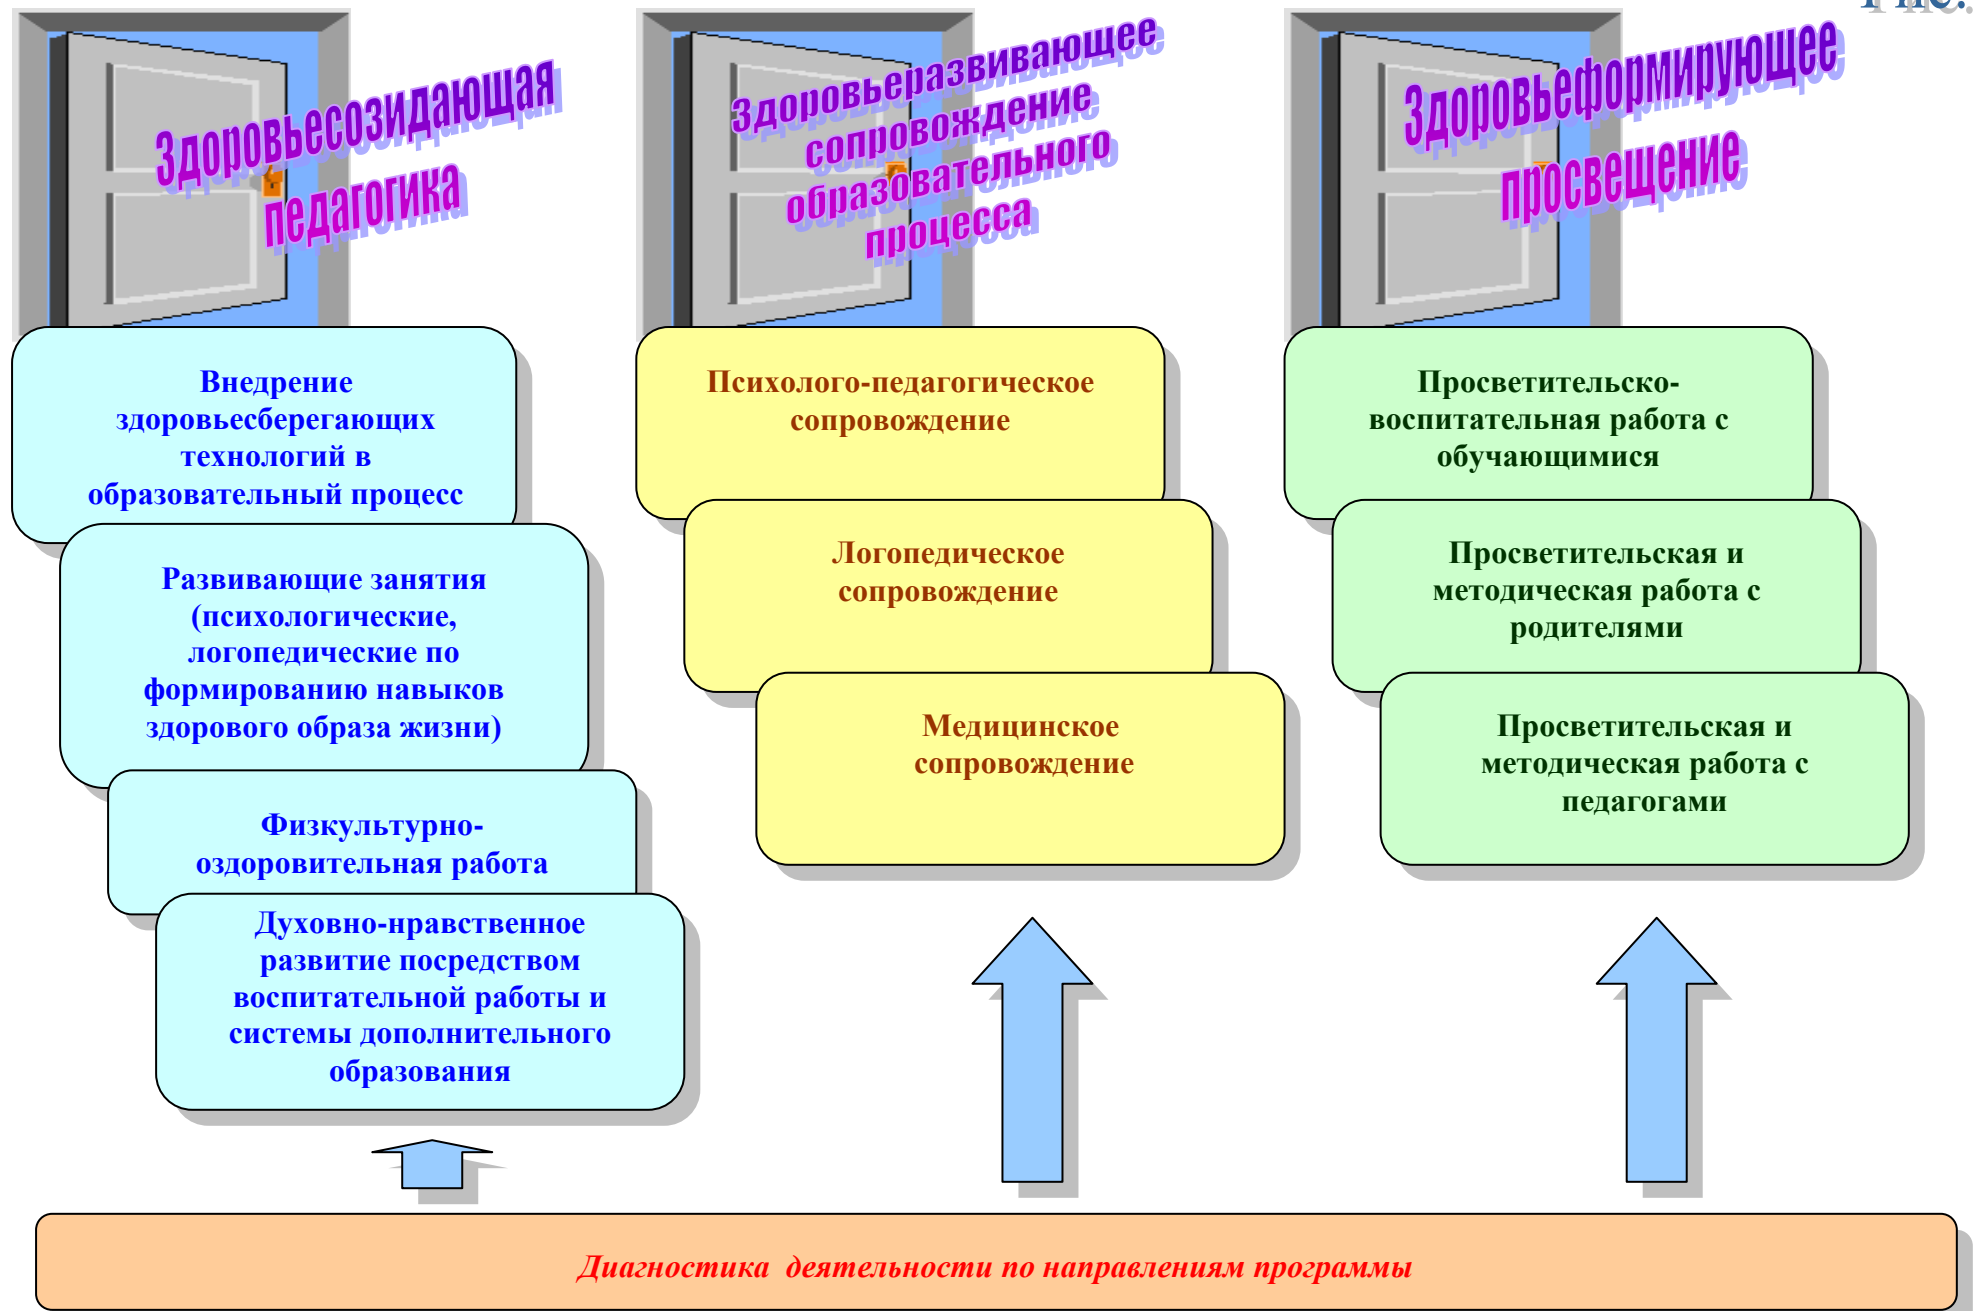 Рис.
Здоровьесозидающая
педагогика
Здоровьеразвивающее
сопровождение
образовательного
процесса
Здоровьеформирующее
просвещение
Внедрение
здоровьесберегающих
технологий в
образовательный процесс
Развивающие занятия
(психологические,
логопедические по
формированию навыков
здорового образа жизни)
Физкультурно-
оздоровительная работа
Духовно-нравственное
развитие посредством
воспитательной работы и
системы дополнительного
образования
Психолого-педагогическое
сопровождение
Логопедическое
сопровождение
Медицинское
сопровождение
Просветительско-
воспитательная работа с
обучающимися
Просветительская и
методическая работа с
родителями
Просветительская и
методическая работа с
педагогами
Диагностика деятельности по направлениям программы